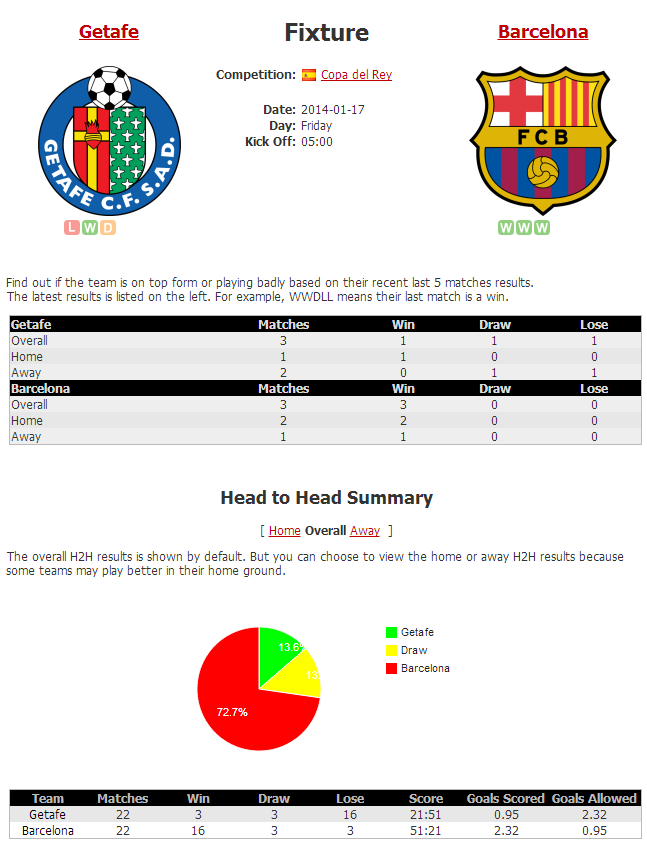 Getafe Fixture Barcelona
Competition: Copa del Rey
Date: 2014-01-17
Day: Friday
Kick Off: 05:00
GETAFE C.F. S.A.D.
FCB
L W D
W W W
Find out if the team is on top form or playing badly based on their recent last 5 matches results.
The latest results is listed on the left. For example, WWDLL means their last match is a win.
Getafe Matches Win Draw Lose
Overall 3 1 1 1
Home 1 1 0 0
Away 2 0 1 1
Barcelona Matches Win Draw Lose
Overall 3 3 0 0
Home 2 2 0 0
Away 1 1 0 0
Head to Head Summary
[ Home Overall Away ]
The overall H2H results is shown by default. But you can choose to view the home or away H2H results because
some teams may play better in their home ground.
Getafe
Draw
Barcelona
13.6%
72.7%
Team Matches Win Draw Lose Score Goals Scored Goals Allowed
Getafe 22 3 3 16 21:51 0.95 2.32
Barcelona 22 16 3 3 51:21 2.32 0.95